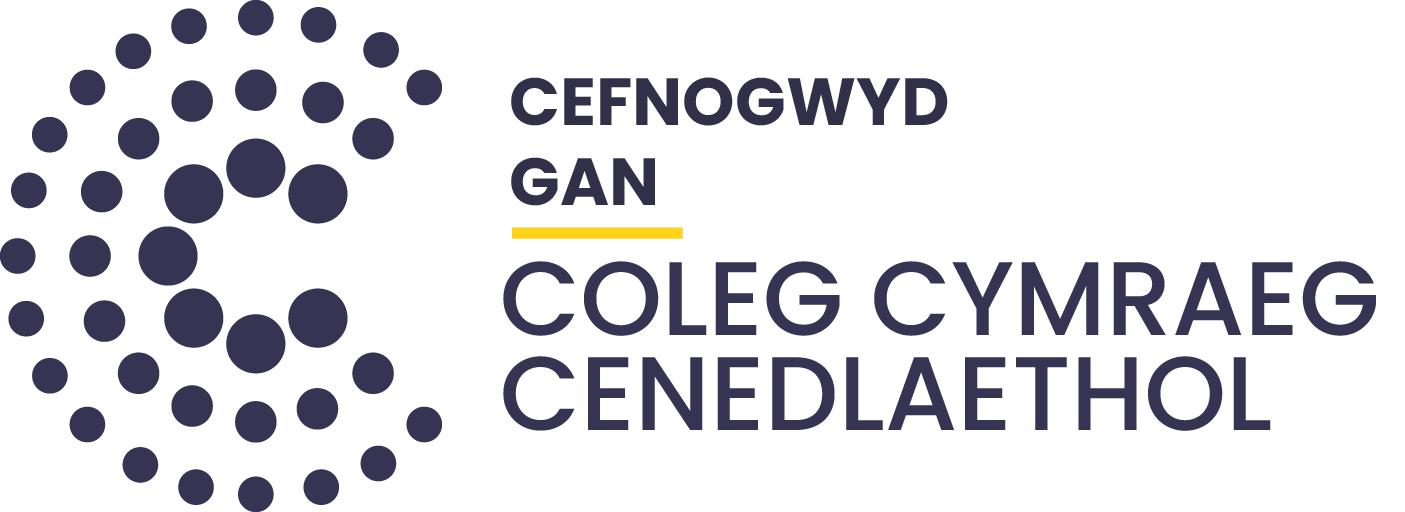 CEFNOGWYD
GAN
COLEG CYMRAEG
CENEDLAETHOL